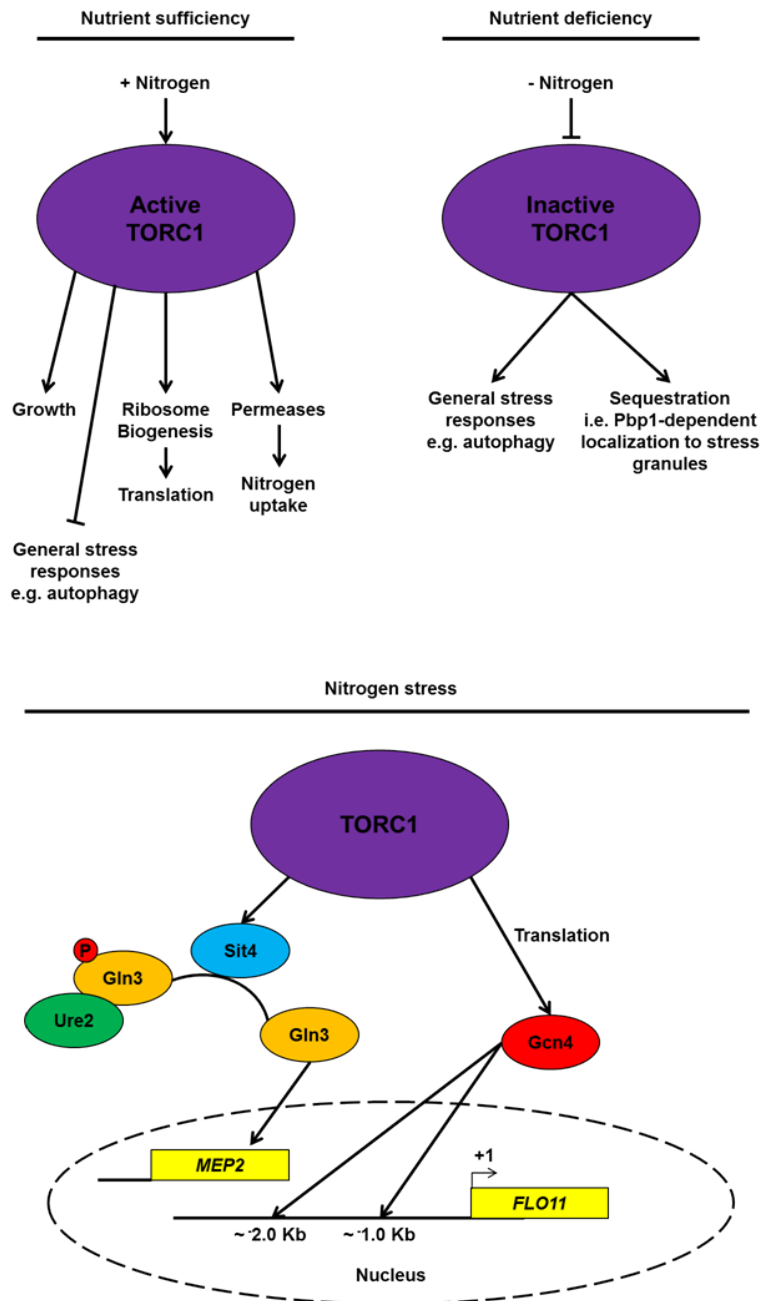 Nutrient sufficiency
+ Nitrogen
Active
TORC1
Growth
Ribosome
Biogenesis
Translation
Permeases
Nitrogen
uptake
General stress
responses
e.g. autophagy
Nutrient deficiency
- Nitrogen
Inactive
TORC1
General stress
responses
e.g. autophagy
Sequestration
i.e. Pbp1-dependent
localization to stress
granules
Nitrogen stress
TORC1
Translation
Sit4
P
Gln3
Ure2
Gln3
Gcn4
MEP2
+1
FLO11
~-2.0 Kb
~-1.0 Kb
Nucleus